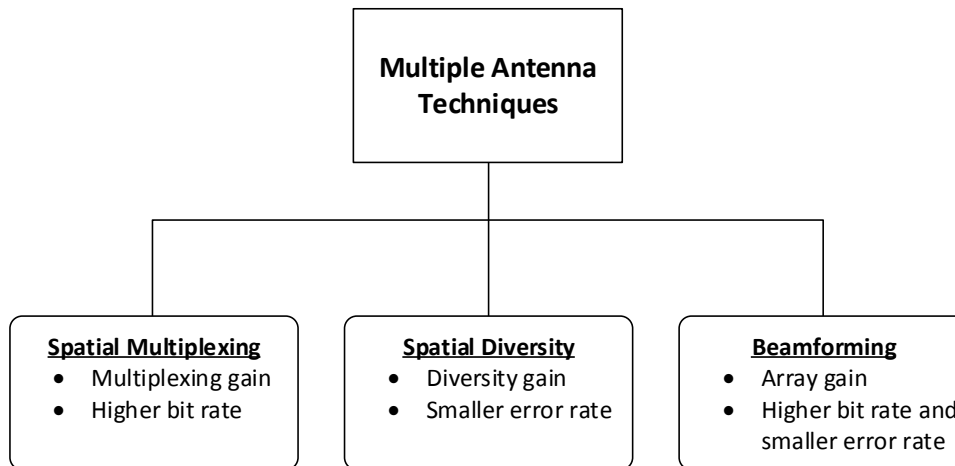 Multiple Antenna
Techniques
Spatial Multiplexing
• Multiplexing gain
• Higher bit rate
Spatial Diversity
• Diversity gain
• Smaller error rate
Beamforming
• Array gain
• Higher bit rate and
smaller error rate